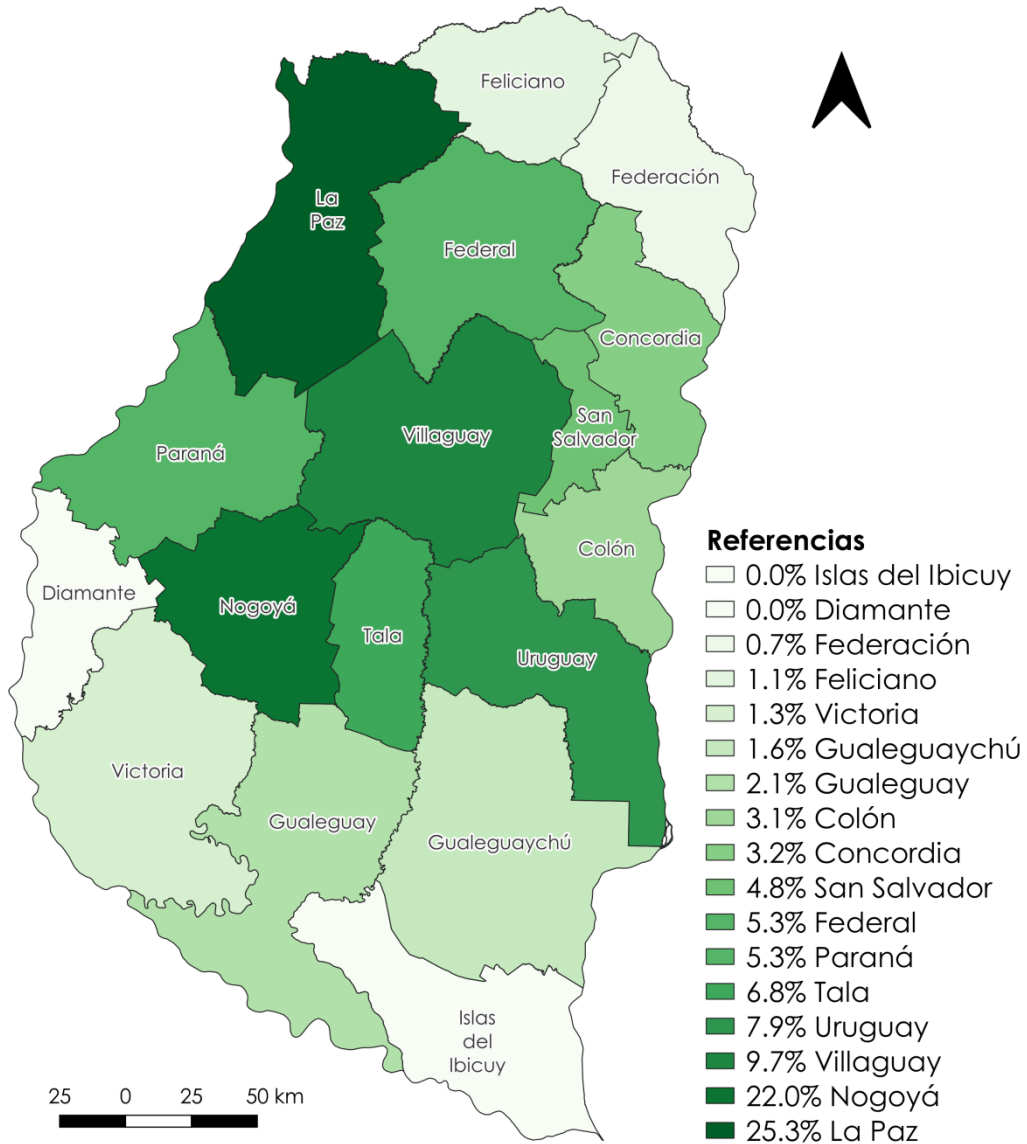 Feliciano
Federación
La
Paz
Federal
Concordia
San
Salvador
Villaguay
Paraná
Colón
Diamante
Nogoyá
Tala
Uruguay
Victoria
Gualeguay
Gualeguaychú
Islas
del
Ibicuy
Referencias
0.0% Islas del Ibicuy
0.0% Diamante
0.7% Federación
1.1% Feliciano
1.3% Victoria
1.6% Gualeguaychú
2.1% Gualeguay
3.1% Colón
3.2% Concordia
4.8% San Salvador
5.3% Federal
5.3% Paraná
6.8% Tala
7.9% Uruguay
9.7% Villaguay
22.0% Nogoyá
25.3% La Paz
25 0 25 50 km